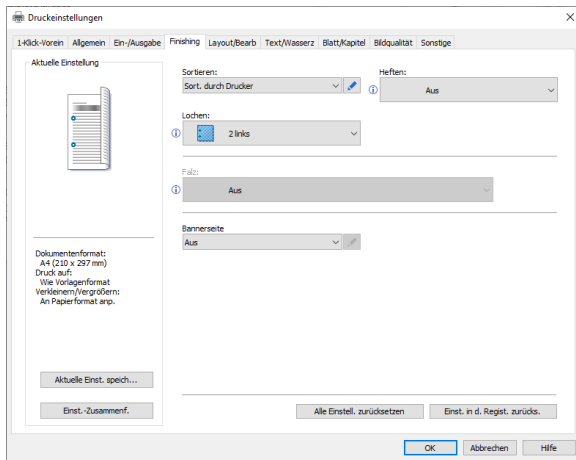 Druckeinstellungen
1-Klick-Vorein Allgemein Ein-/Ausgabe Finishing Layout/Bearb Text/Wasserz Blatt/Kapitel Bildqualität Sonstige
Aktuelle Einstellung
Sortieren:
Sort. durch Drucker
Heften:
Aus
Lochen:
2 links
Falz:
Aus
Bannerseite
Aus
Dokumentenformat:
A4 (210 x 297 mm)
Druck auf:
Wie Vorlagenformat
Verkleinern/Vergrößern:
An Papierformat anp.
Aktuelle Einst. speich...
Einst.-Zusammenf.
Alle Einstell. zurücksetzen
Einst. in d. Regist. zurücks.
OK
Abbrechen
Hilfe